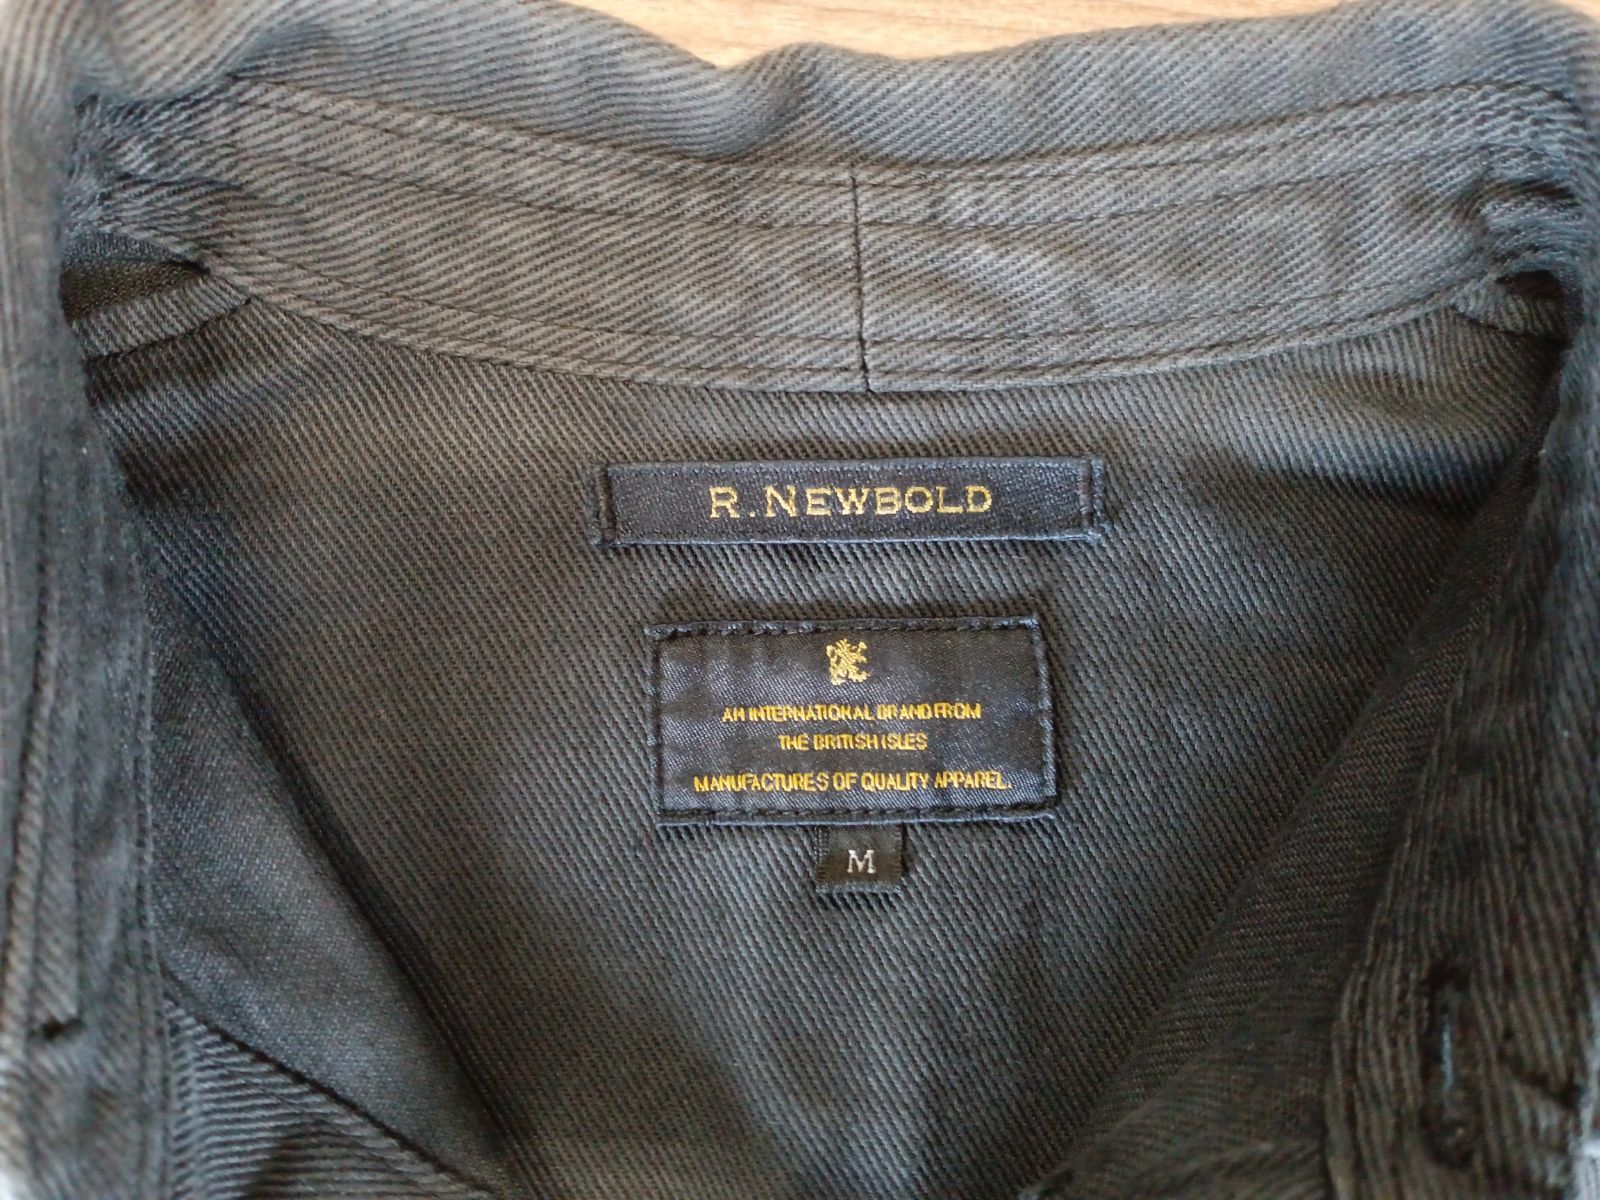 R. NEWBOLD
AN INTERNATIONAL BRAND FROM
THE BRITISH ISLES
MANUFACTURES OF QUALITY APPAREL.
M